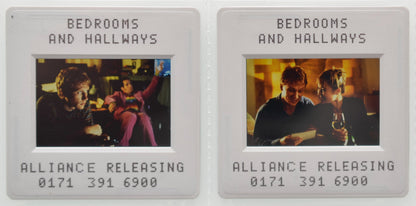 BEDROOMS
AND HALLWAYS
ALLIANCE RELEASING
0171 391 6900
BEDROOMS
AND HALLWAYS
ALLIANCE RELEASING
0171 391 6900